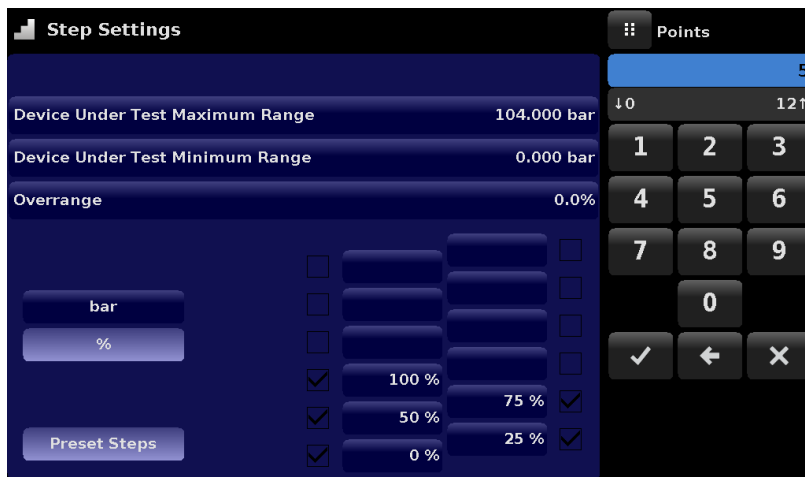 Step Settings
Points
5
Device Under Test Maximum Range 104.000 bar
↓0 12↑
Device Under Test Minimum Range 0.000 bar
Overrange 0.0%
1 2 3
4 5 6
7 8 9
0
bar
%
100 %
75 %
50 %
25 %
0 %
Preset Steps